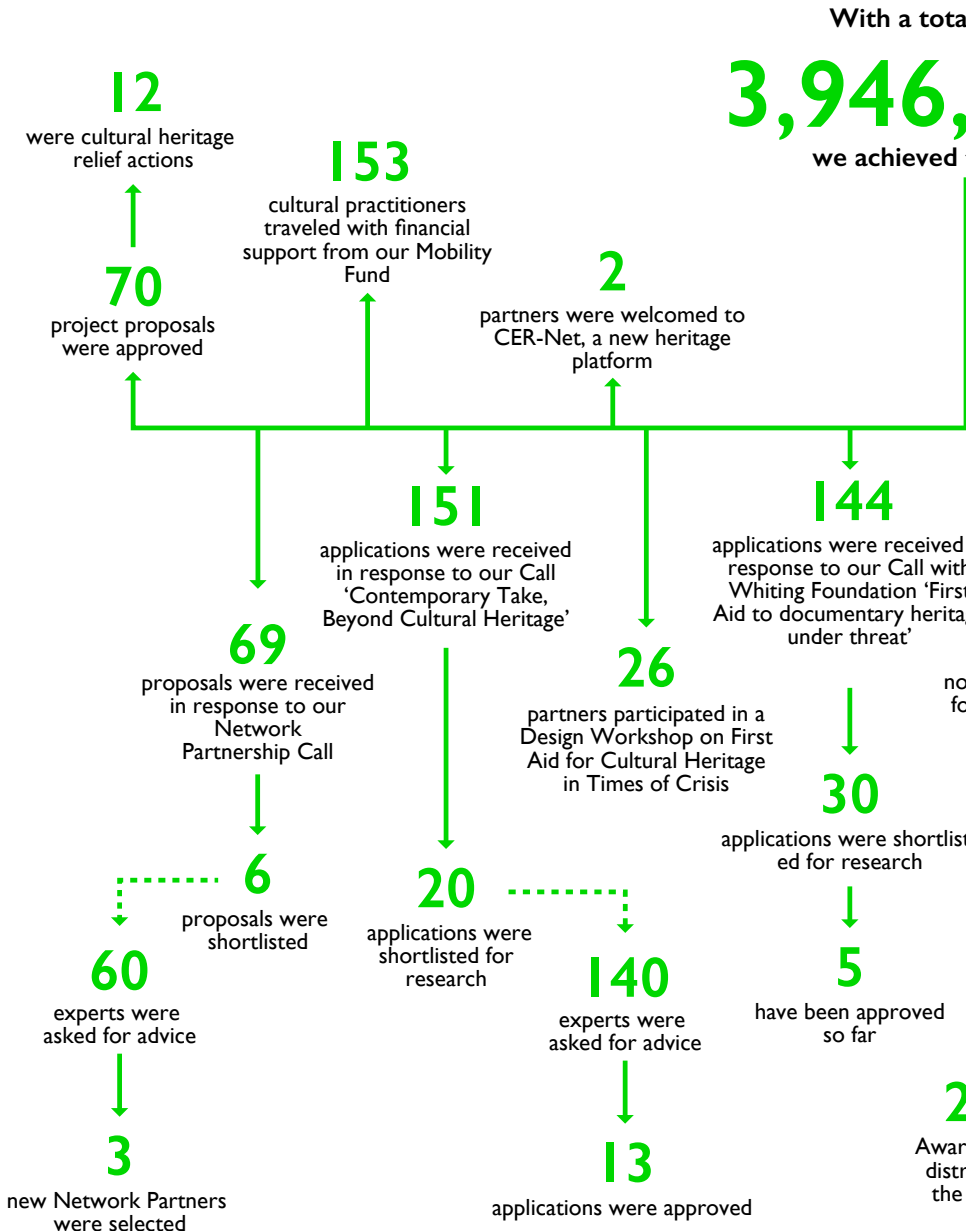 With a
3,946,
we achieved
12
were cultural heritage
relief actions
153
cultural practitioners
traveled with financial
support from our Mobility
Fund
70
project proposals
were approved
2
partners were welcomed to
CER-Net, a new heritage
platform
151
applications were received
in response to our Call
‘Contemporary Take,
Beyond Cultural Heritage’
144
applications were received
response to our Call with
Whiting Foundation ‘First
Aid to documentary
under threat’
69
proposals were received
in response to our
Network
Partnership Call
26
partners participated in a
Design Workshop on First
Aid for Cultural Heritage
in Times of Crisis
30
applications were shortlist
ed for research
6
proposals were
shortlisted
20
applications were
shortlisted for
research
60
experts were
asked for advice
140
experts were
asked for advice
5
have been approved
so far
3
new Network Partners
were selected
13
applications were approved
2
the